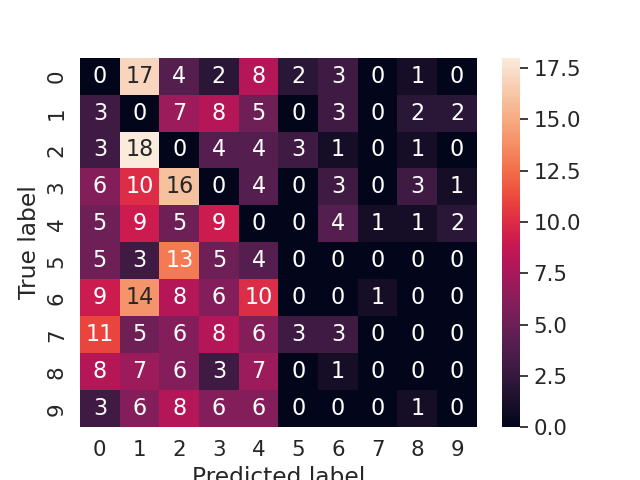 0 0 17 4 2 8 2 3 0 1 0
1 3 0 7 8 5 0 3 0 2 2
2 3 18 0 4 4 3 1 0 1 0
3 6 10 16 0 4 0 3 0 3 1
4 5 9 5 9 0 0 4 1 1 2
5 5 3 13 5 4 0 0 0 0 0
6 9 14 8 6 10 0 0 1 0 0
7 11 5 6 8 6 3 3 0 0 0
8 8 7 6 3 7 0 1 0 0 0
9 3 6 8 6 6 0 0 0 1 0
0 1 2 3 4 5 6 7 8 9
Predicted label
True label
17.5
15.0
12.5
10.0
7.5
5.0
2.5
0.0